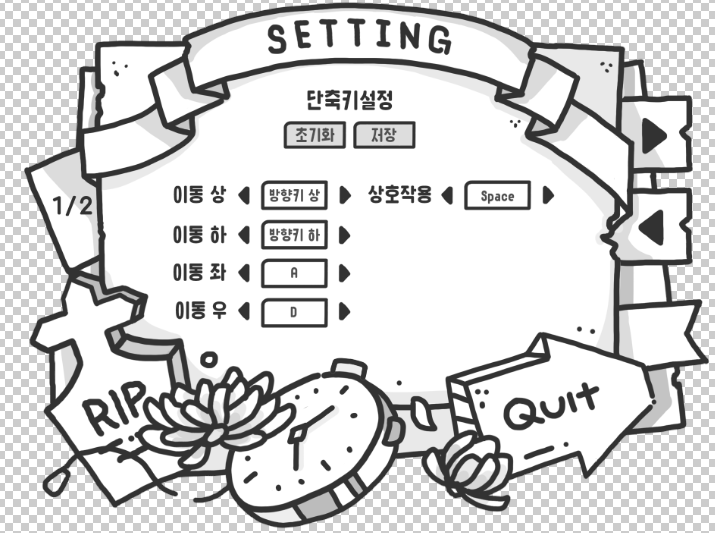 SETTING
단축키설정
초기화 저장
1/2
이동 상 방향키 상 상호작용 Space
이동 하 방향키 하
이동 좌 A
이동 우 D
RIP
QUIT